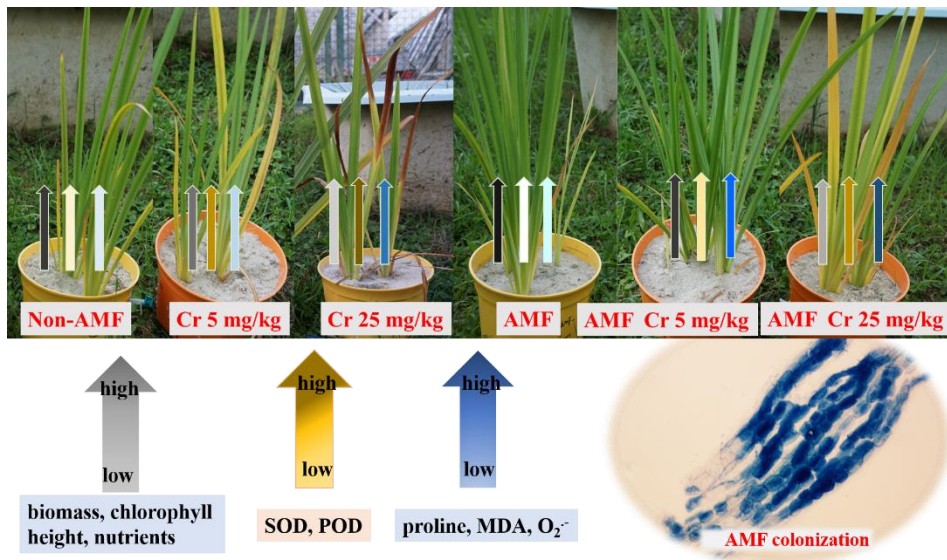 Non-AMF
Cr 5 mg/kg
Cr 25 mg/kg
AMF
AMF Cr 5 mg/kg
AMF Cr 25 mg/kg
high
low
high
low
high
low
biomass, chlorophyll
height, nutrients
SOD, POD
proline, MDA, O₂·⁻
AMF colonization